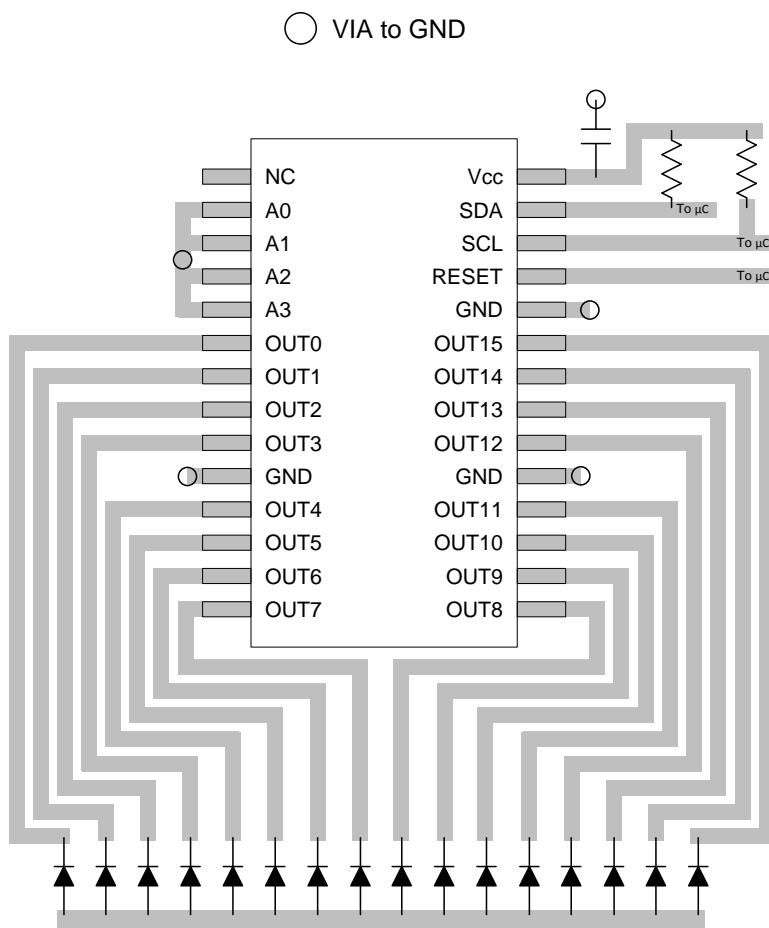 VIA to GND
NC Vcc
A0 SDA To µC
A1 SCL To µC
A2 RESET To µC
A3 GND
OUT0 OUT15
OUT1 OUT14
OUT2 OUT13
OUT3 OUT12
GND GND
OUT4 OUT11
OUT5 OUT10
OUT6 OUT9
OUT7 OUT8